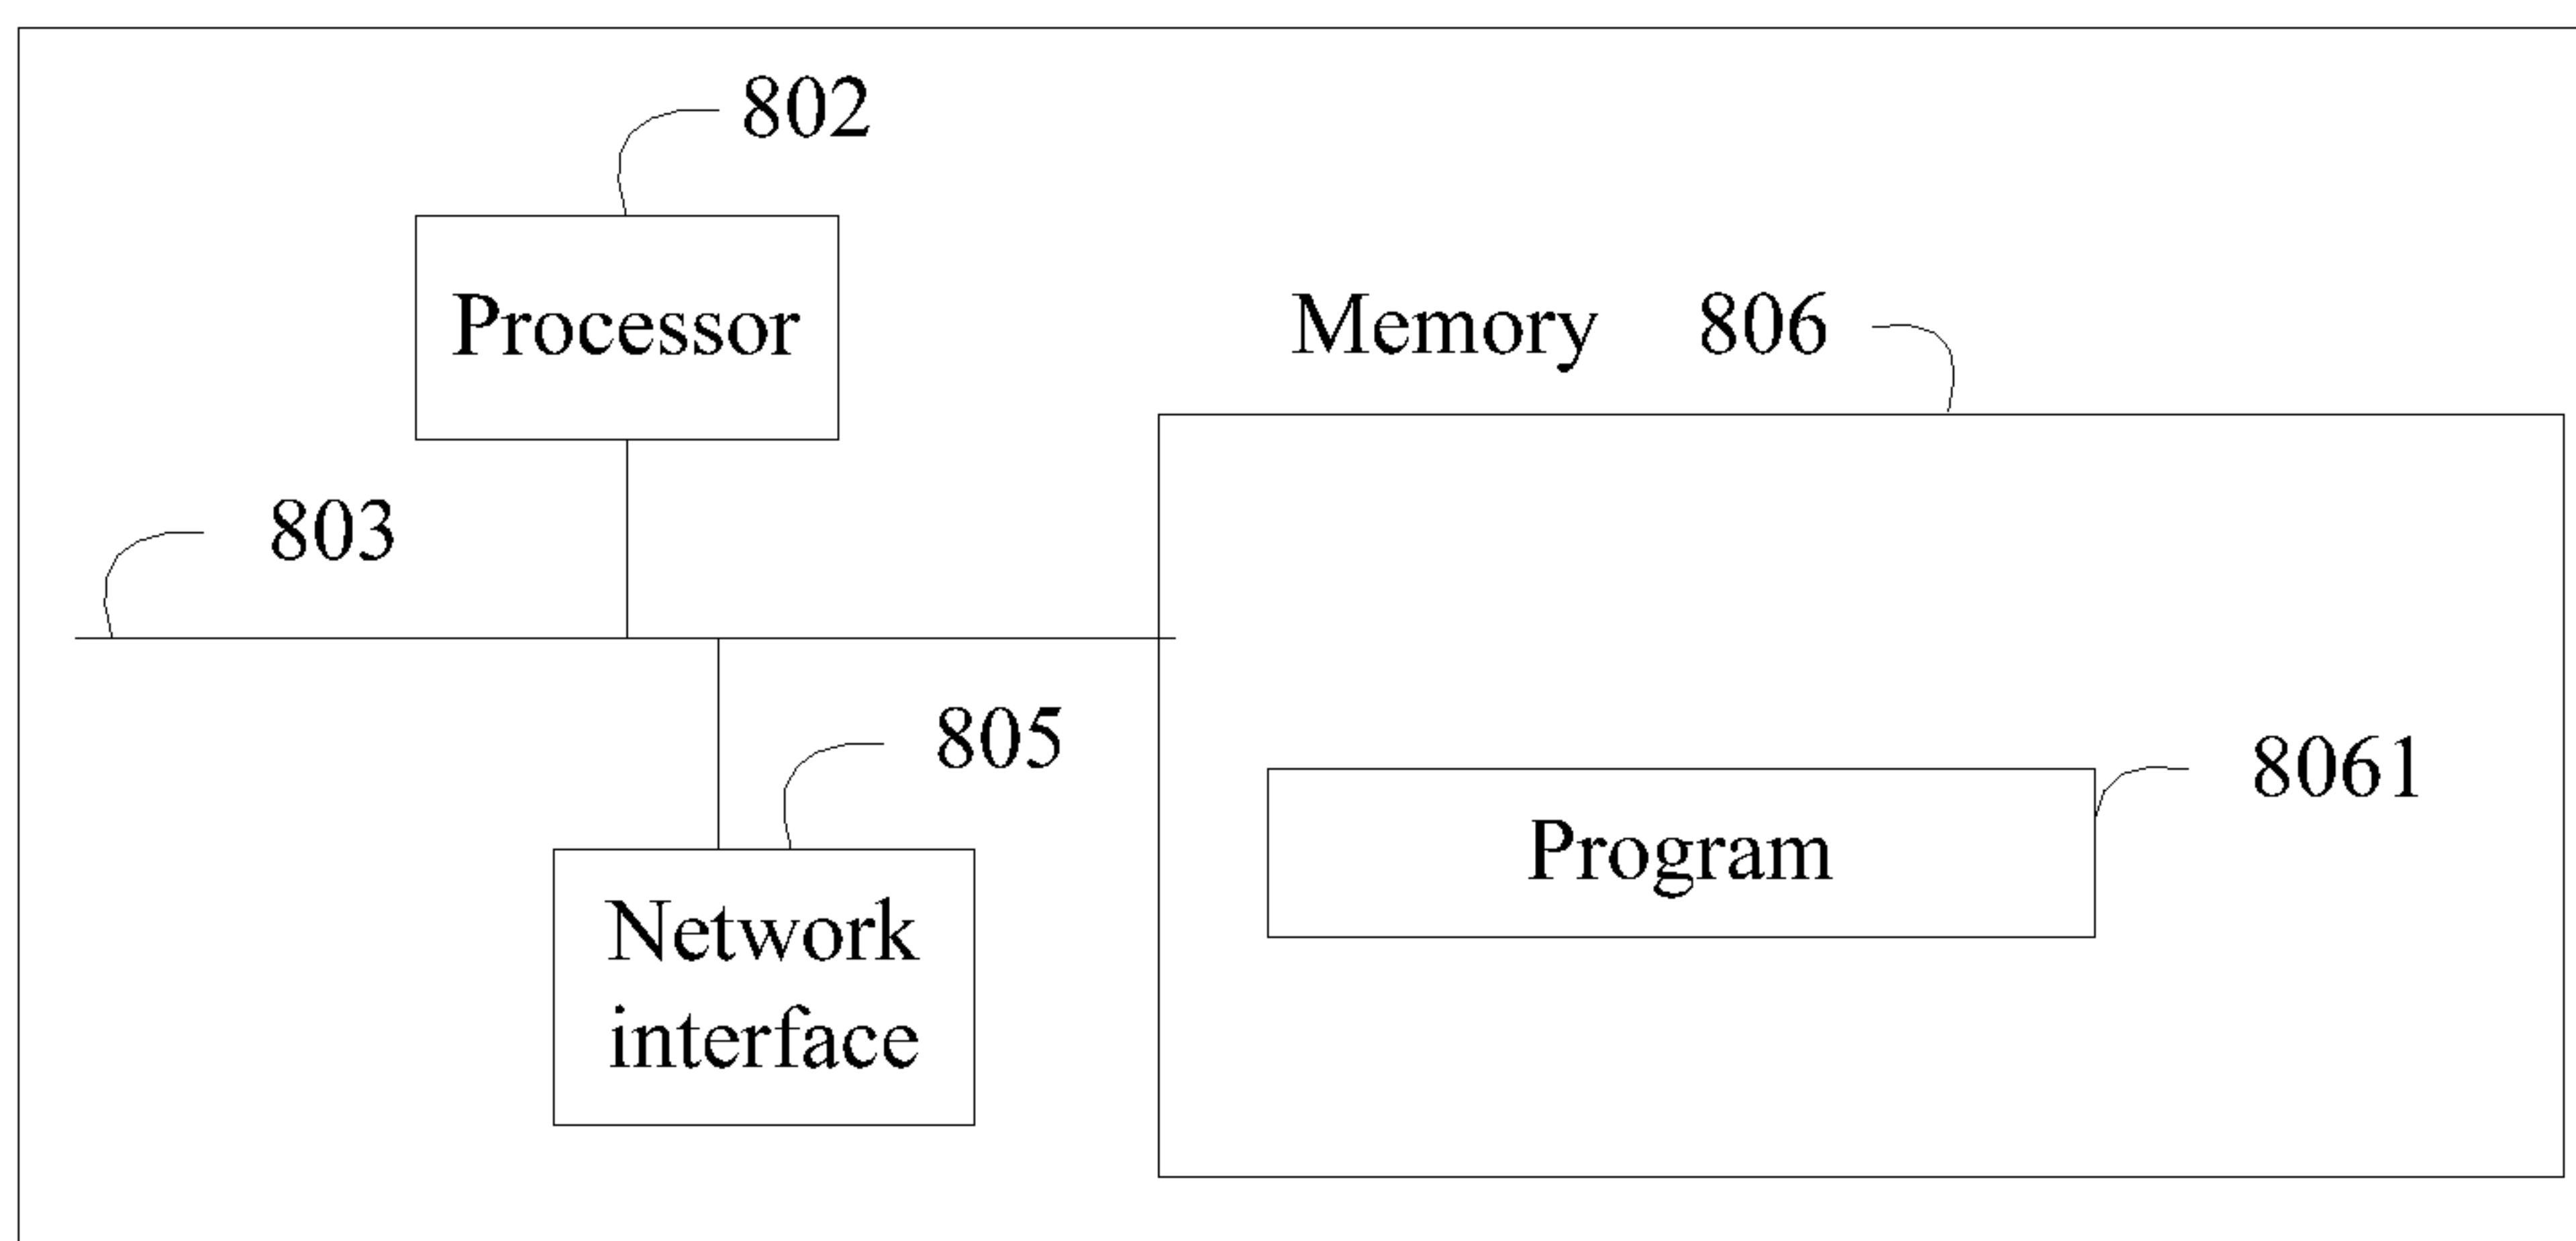 802
Processor
Memory 806
803
805
8061
Program
Network
interface